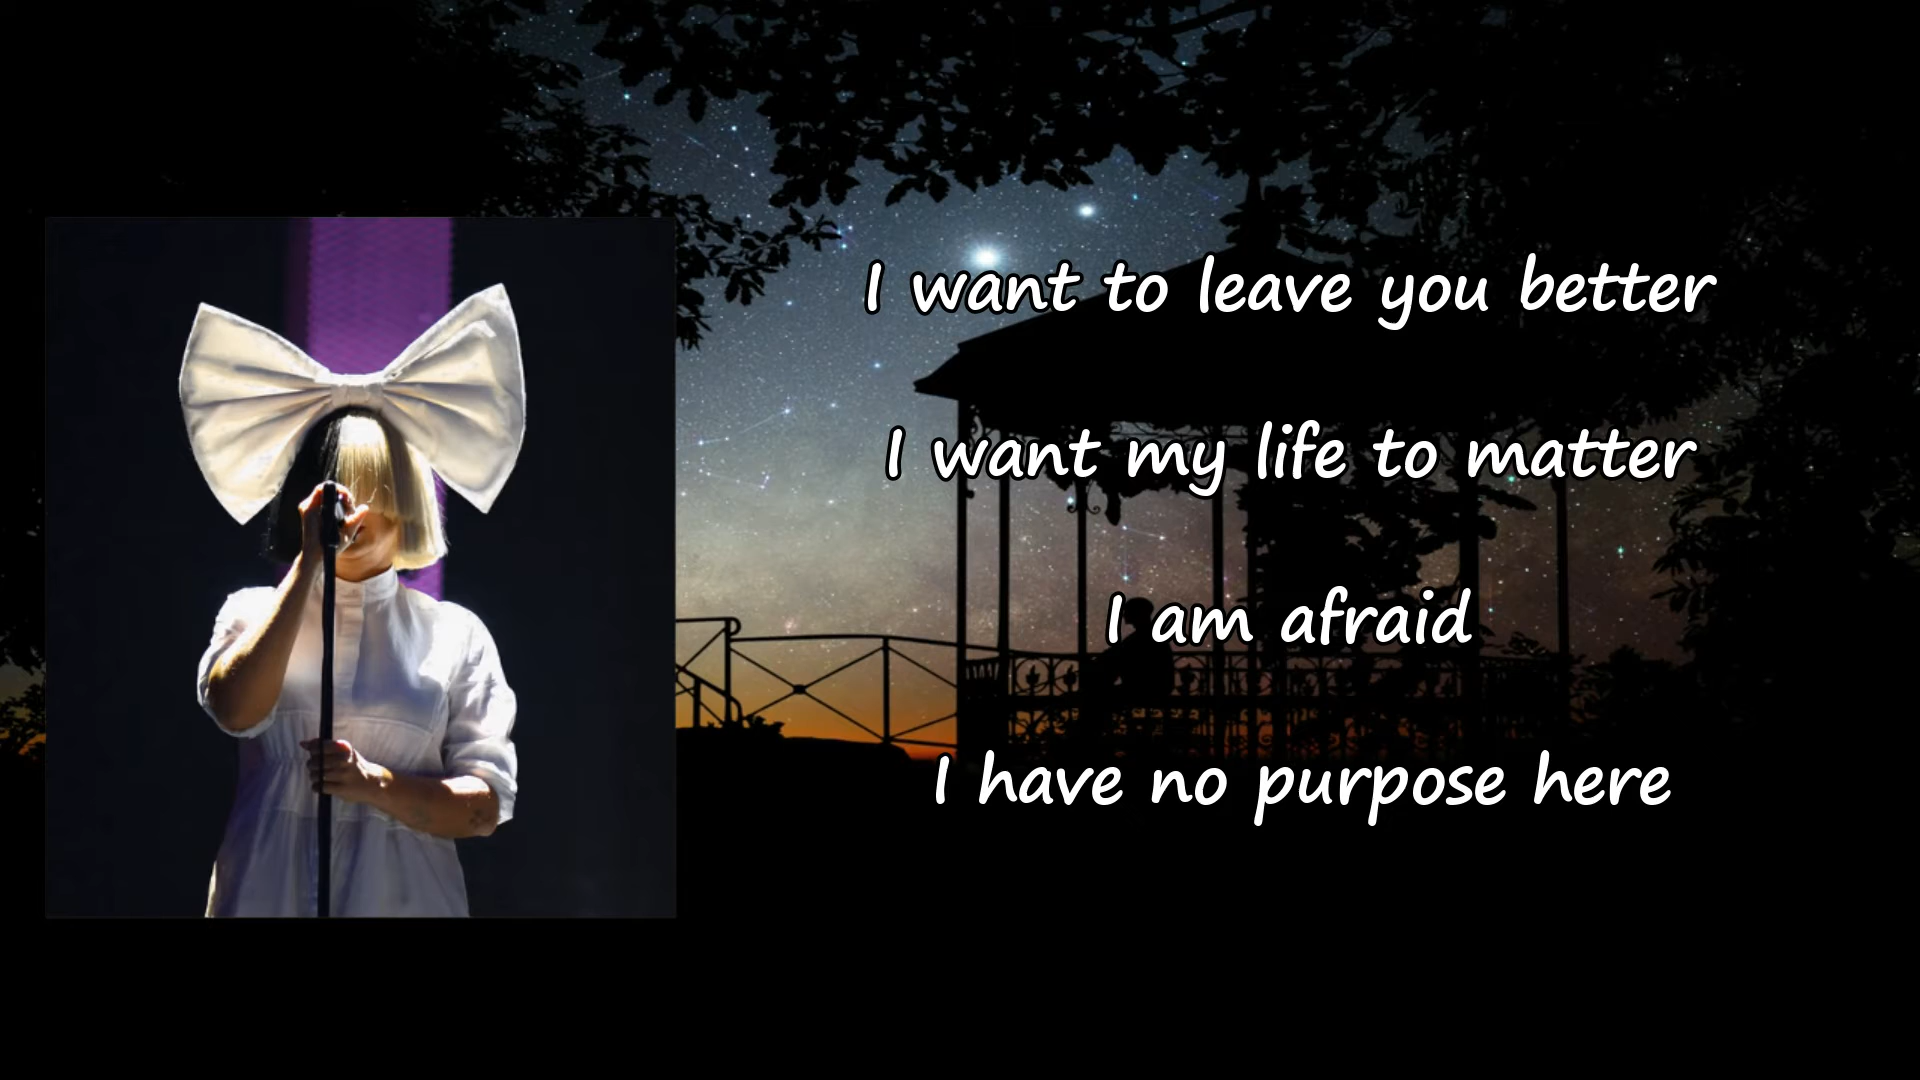 I want to leave you better
I want my life to matter
I am afraid
I have no purpose here